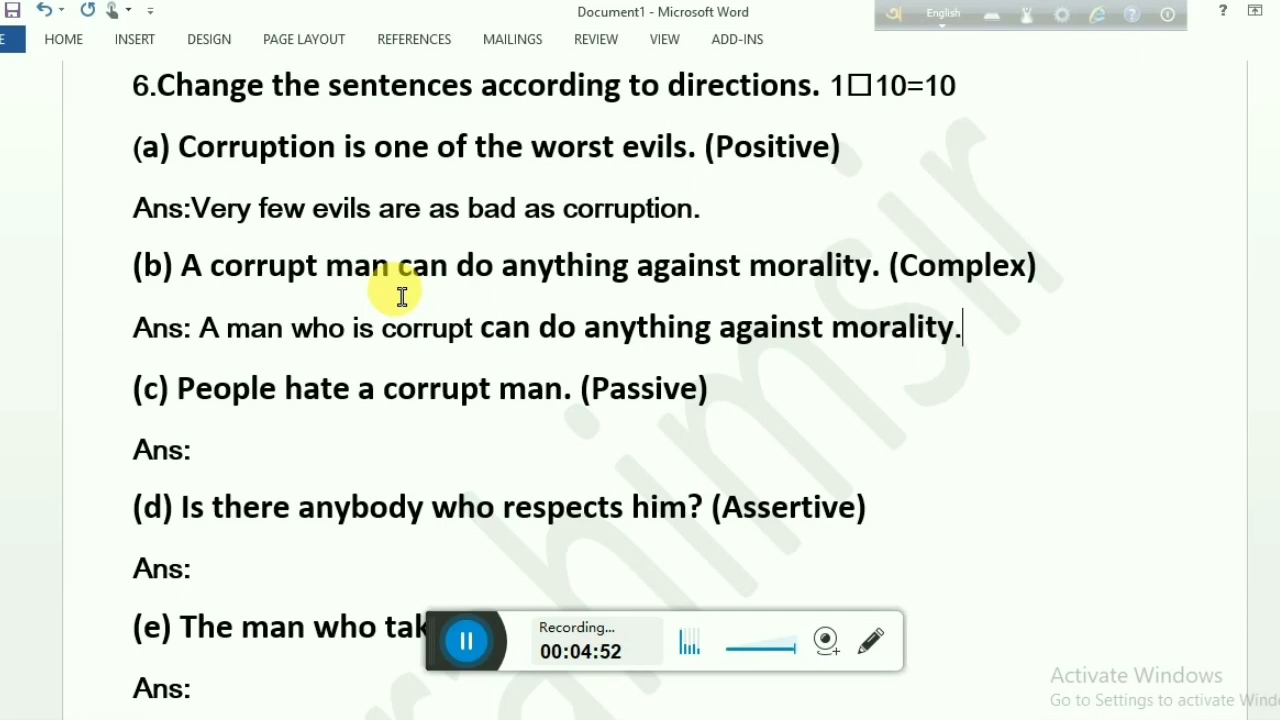 Document1 - Microsoft Word
English
HOME INSERT DESIGN PAGE LAYOUT REFERENCES MAILINGS REVIEW VIEW ADD-INS
6.Change the sentences according to directions. 1□10=10
(a) Corruption is one of the worst evils. (Positive)
Ans:Very few evils are as bad as corruption.
(b) A corrupt man can do anything against morality. (Complex)
Ans: A man who is corrupt can do anything against morality.
(c) People hate a corrupt man. (Passive)
Ans:
(d) Is there anybody who respects him? (Assertive)
Ans:
(e) The man who tak
Recording...
00:04:52
Ans:
Activate Windows
Go to Settings to activate Wind